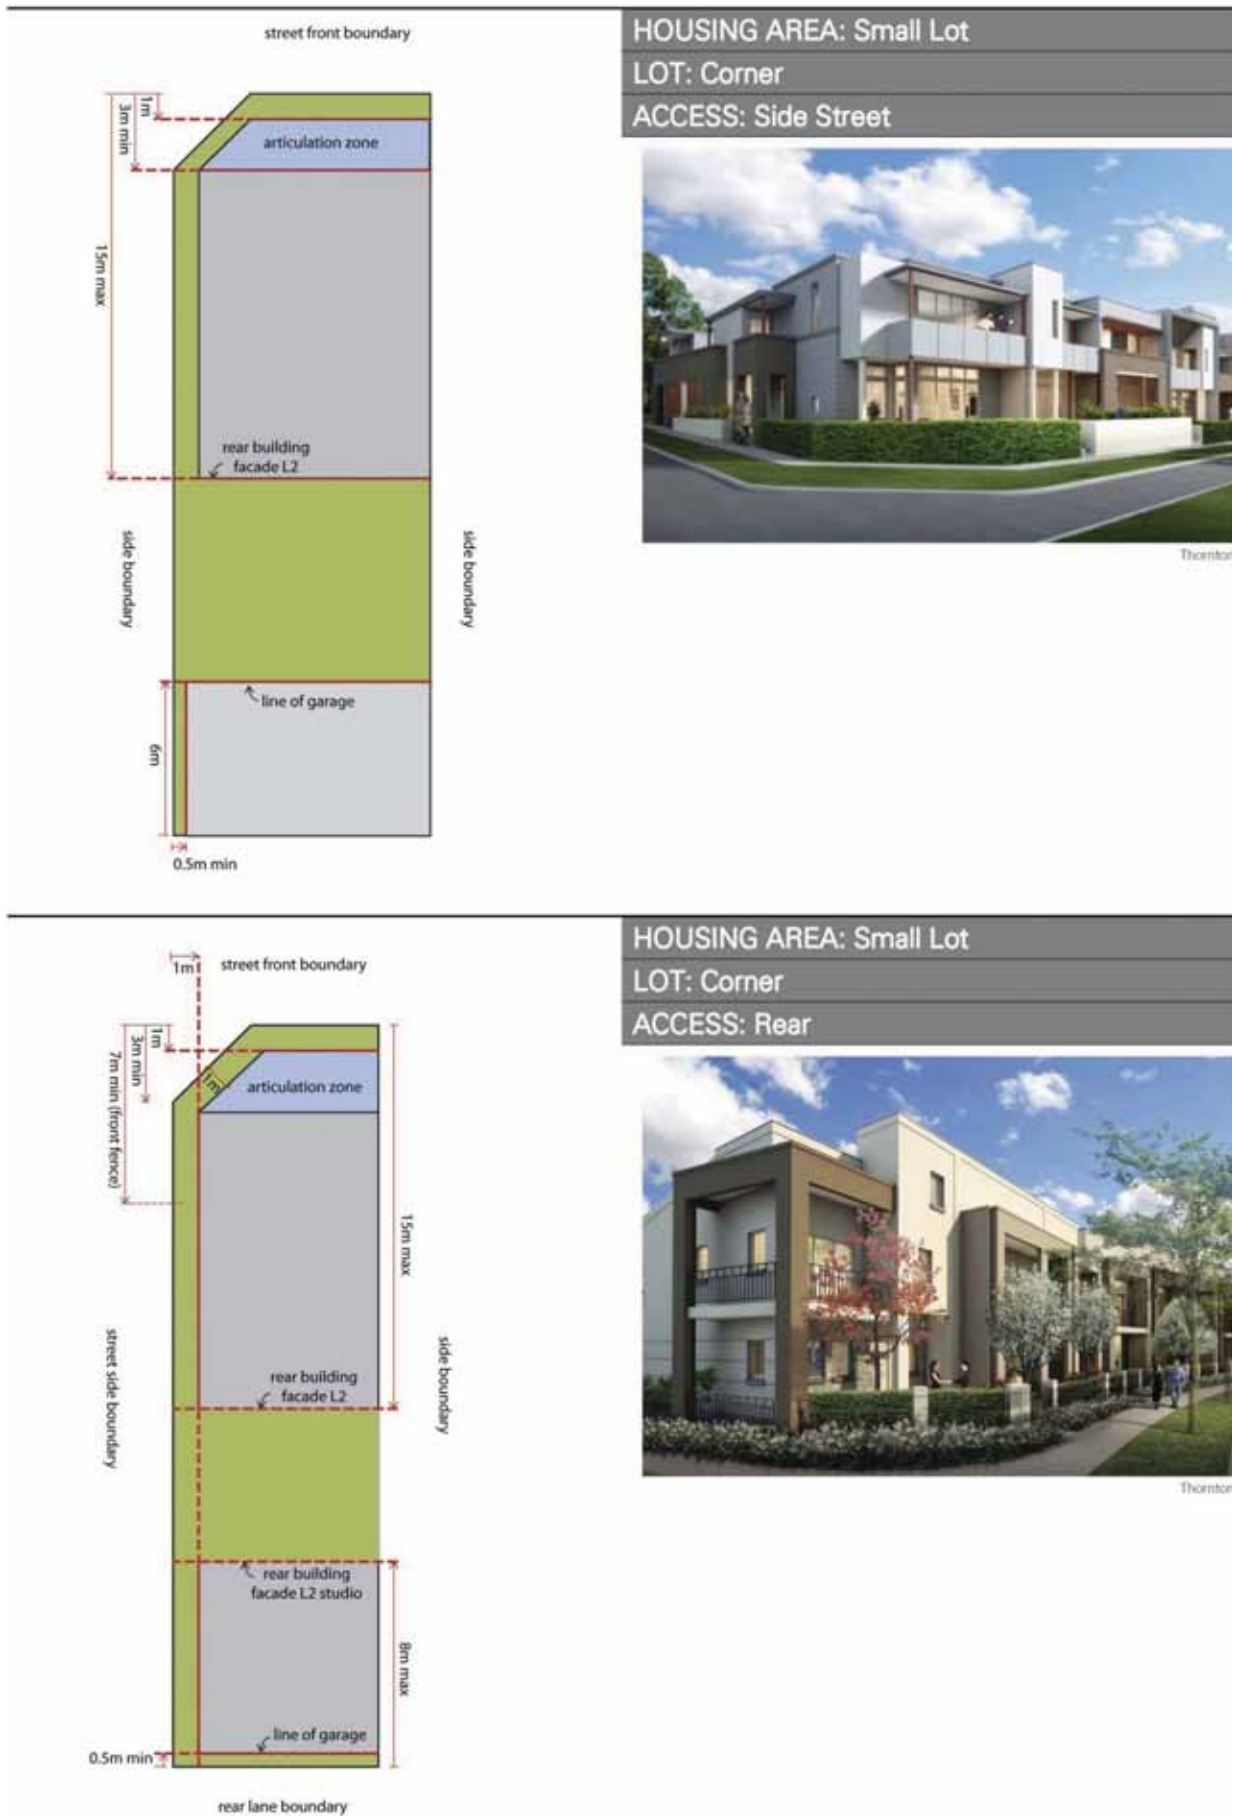 street front boundary
HOUSING AREA: Small Lot
LOT: Corner
ACCESS: Side Street
1m
3m min
articulation zone
15m max
rear building
facade L2
side boundary
side boundary
line of garage
6m
0.5m min
Thornton
HOUSING AREA: Small Lot
LOT: Corner
ACCESS: Rear
1m
street front boundary
1m
3m min
7m min (front fence)
1m
articulation zone
15m max
rear building
facade L2
street side boundary
side boundary
rear building
facade L2 studio
8m max
line of garage
0.5m min
rear lane boundary
Thornton